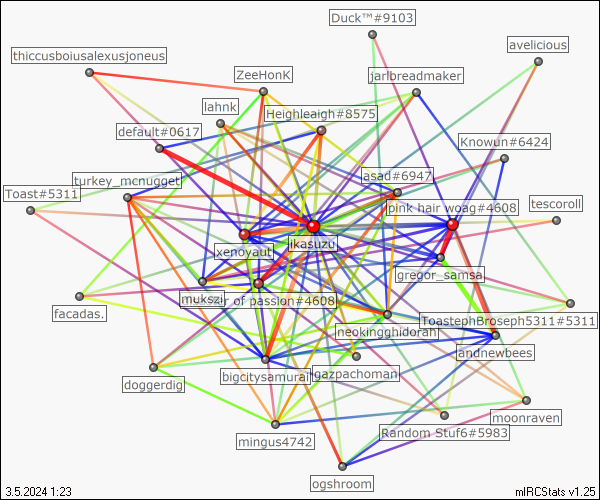 Duck™#9103
avelicious
thiccusboiusalexusjoneus
ZeeHonK
jarlbreadmaker
lahnk
Heighleaigh#8575
default#0617
Knowun#6424
asad#6947
turkey_mcnugget
Toast#5311
pink hair woag#4608
tescoroll
ikasuzu
xenoyaut
gregor_samsa
mukszir
of passion#4608
facadas.
ToastephBroseph5311#5311
neokingghidorah
andnewbees
bigcitysamurai
gazpachoman
doggerdig
moonraven
Random Stuf6#5983
mingus4742
ogshroom
3.5.2024 1:23
mIRCStats v1.25